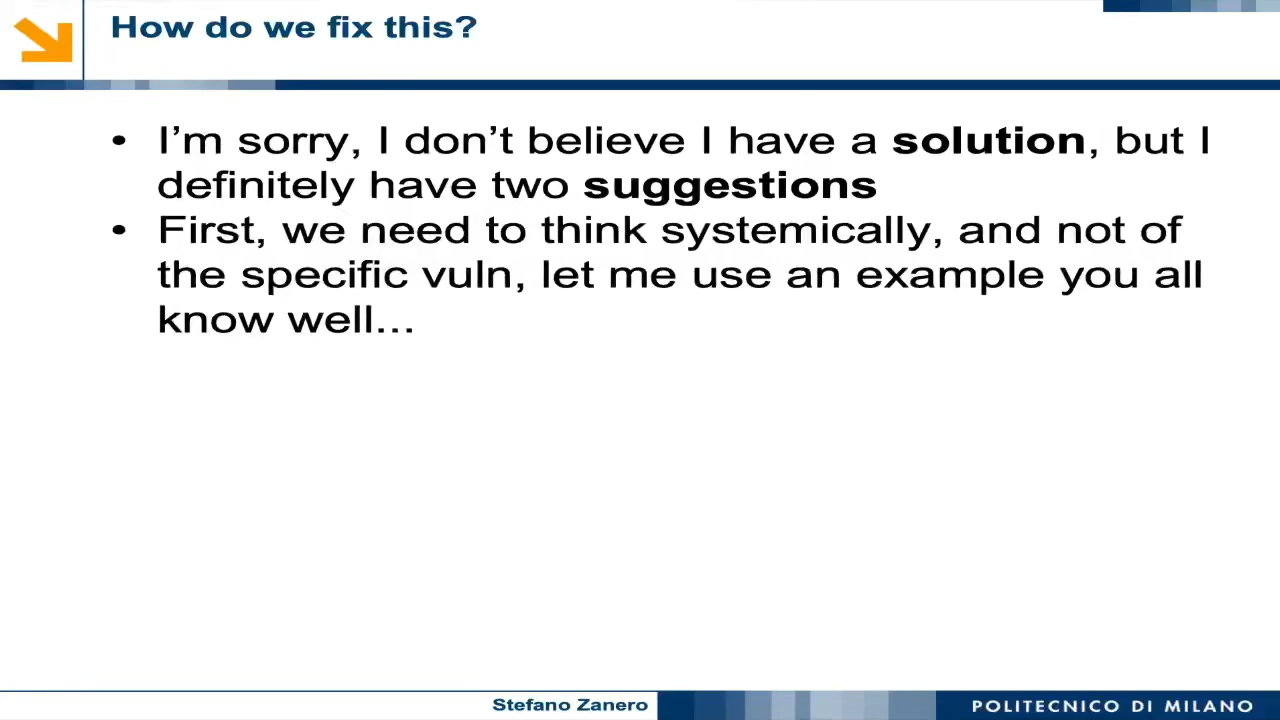 How do we fix this?
• I'm sorry, I don't believe I have a solution, but I
definitely have two suggestions
• First, we need to think systemically, and not of
the specific vuln, let me use an example you all
know well...
Stefano Zanero
POLITECNICO DI MILANO